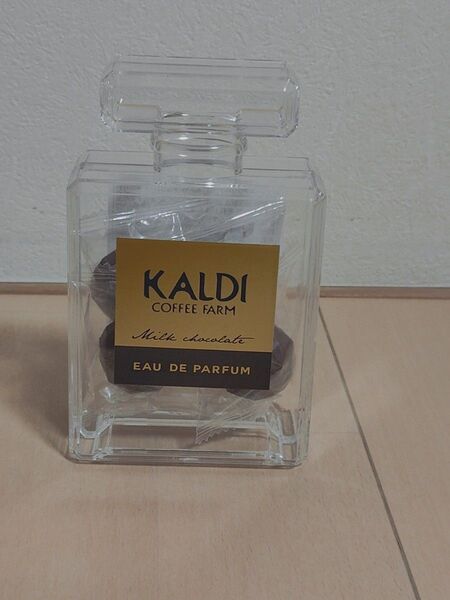 KALDI
COFFEE FARM
Milk chocolate
EAU DE PARFUM